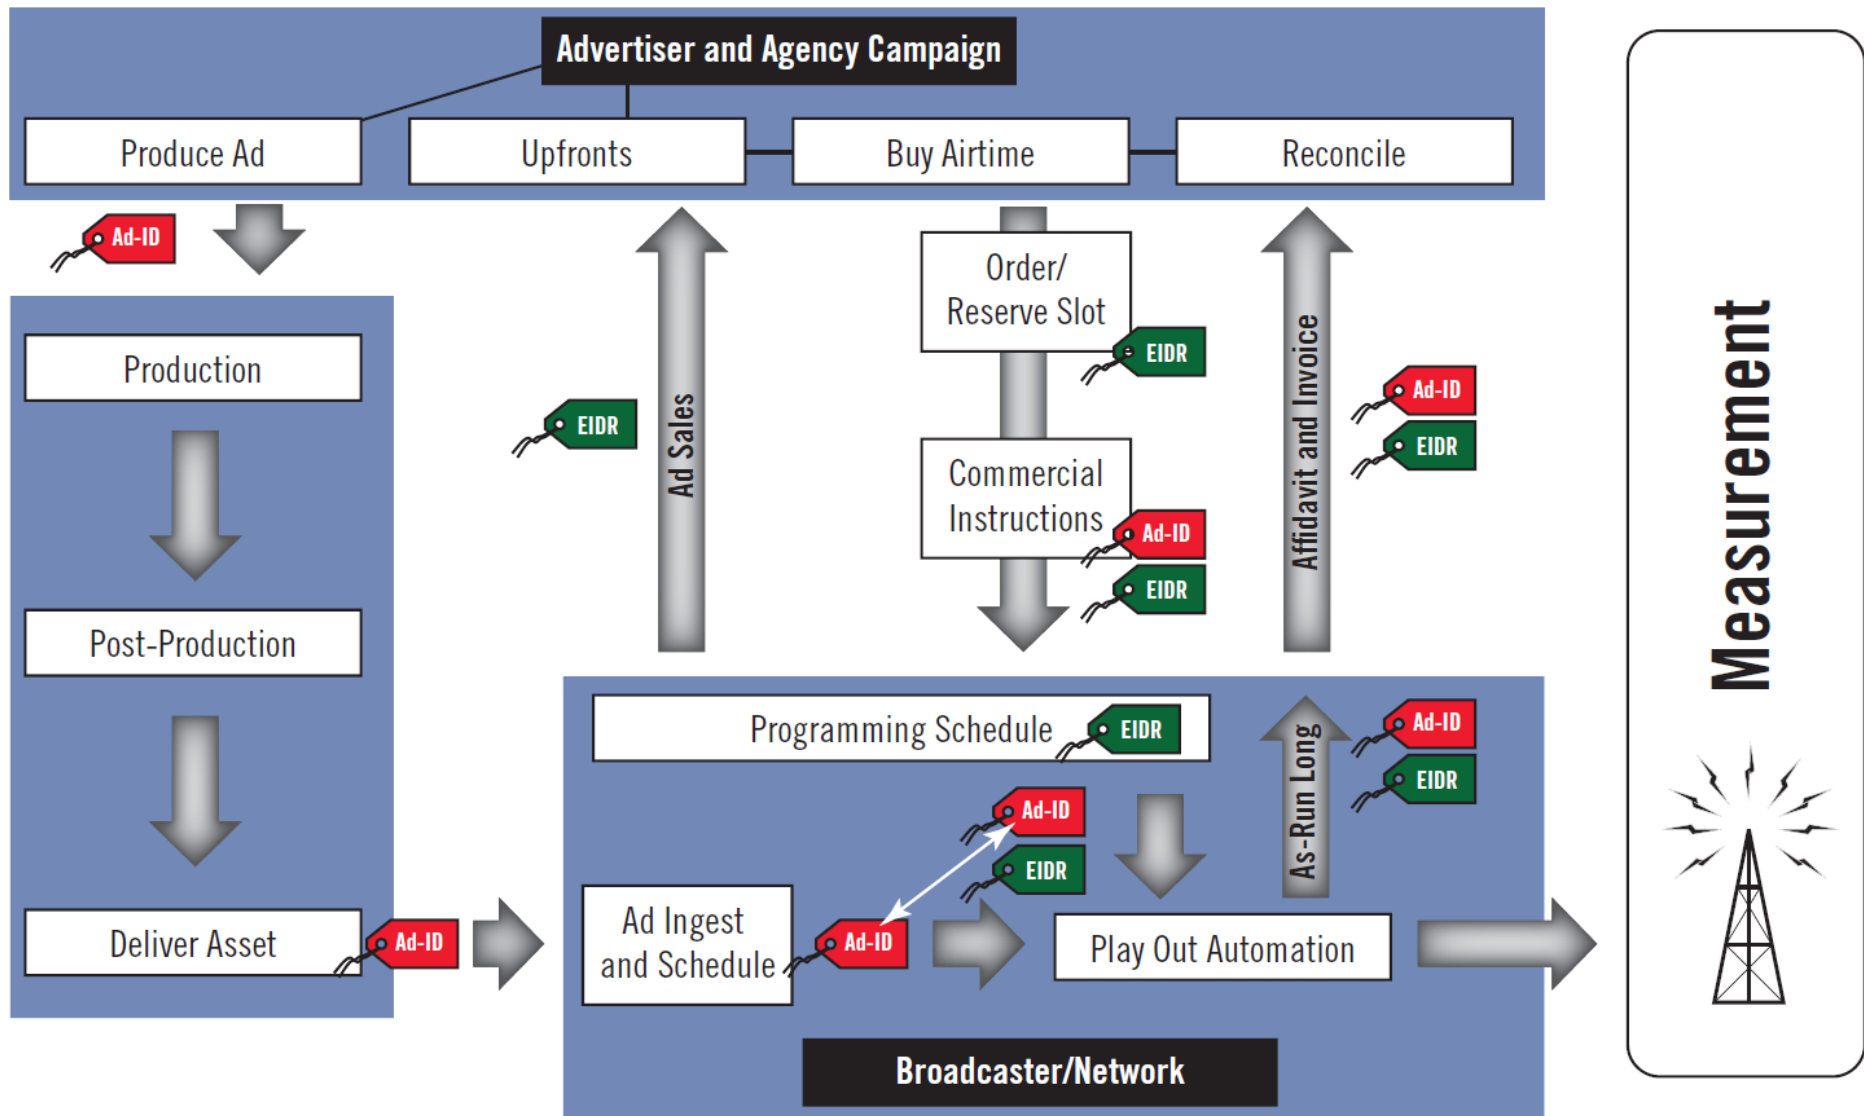 Advertiser and Agency Campaign
Produce Ad
Upfronts
Buy Airtime
Reconcile
Ad-ID
Order/
Reserve Slot
EIDR
Production
EIDR
Ad Sales
Affidavit and Invoice
Ad-ID
EIDR
Commercial
Instructions
Ad-ID
EIDR
Post-Production
Measurement
Programming Schedule
EIDR
As-Run Long
Ad-ID
EIDR
Ad-ID
EIDR
Deliver Asset
Ad-ID
Ad Ingest
and Schedule
Ad-ID
Play Out Automation
Broadcaster/Network